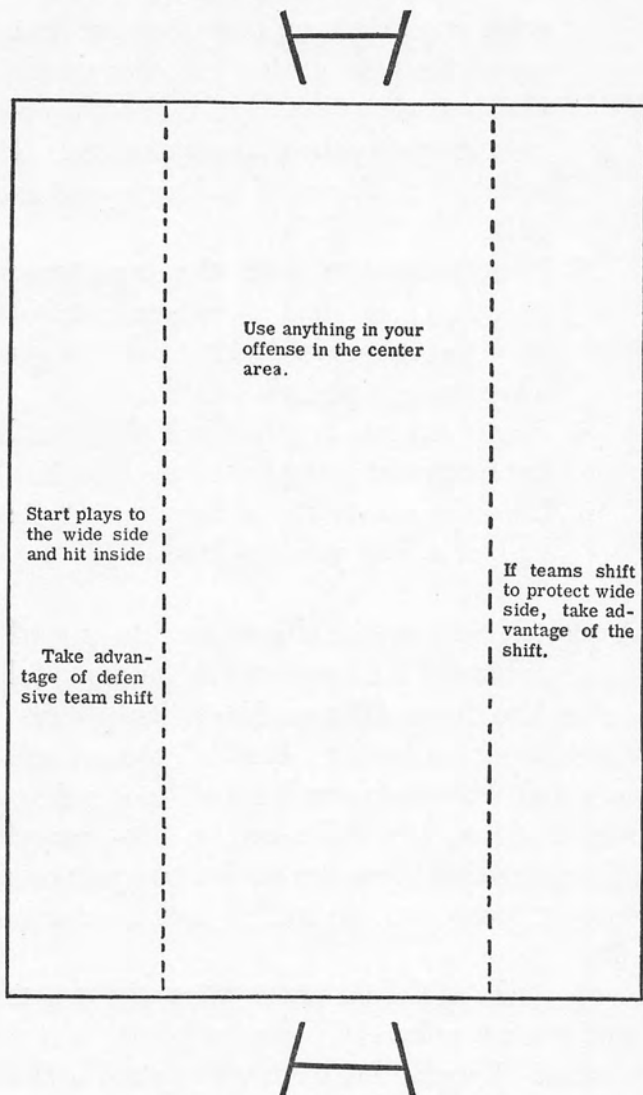 Use anything in your
offense in the center
area.
Start plays to
the wide side
and hit inside
Take advan-
tage of defen
sive team shift
If teams shift
to protect wide
side, take ad-
vantage of the
shift.